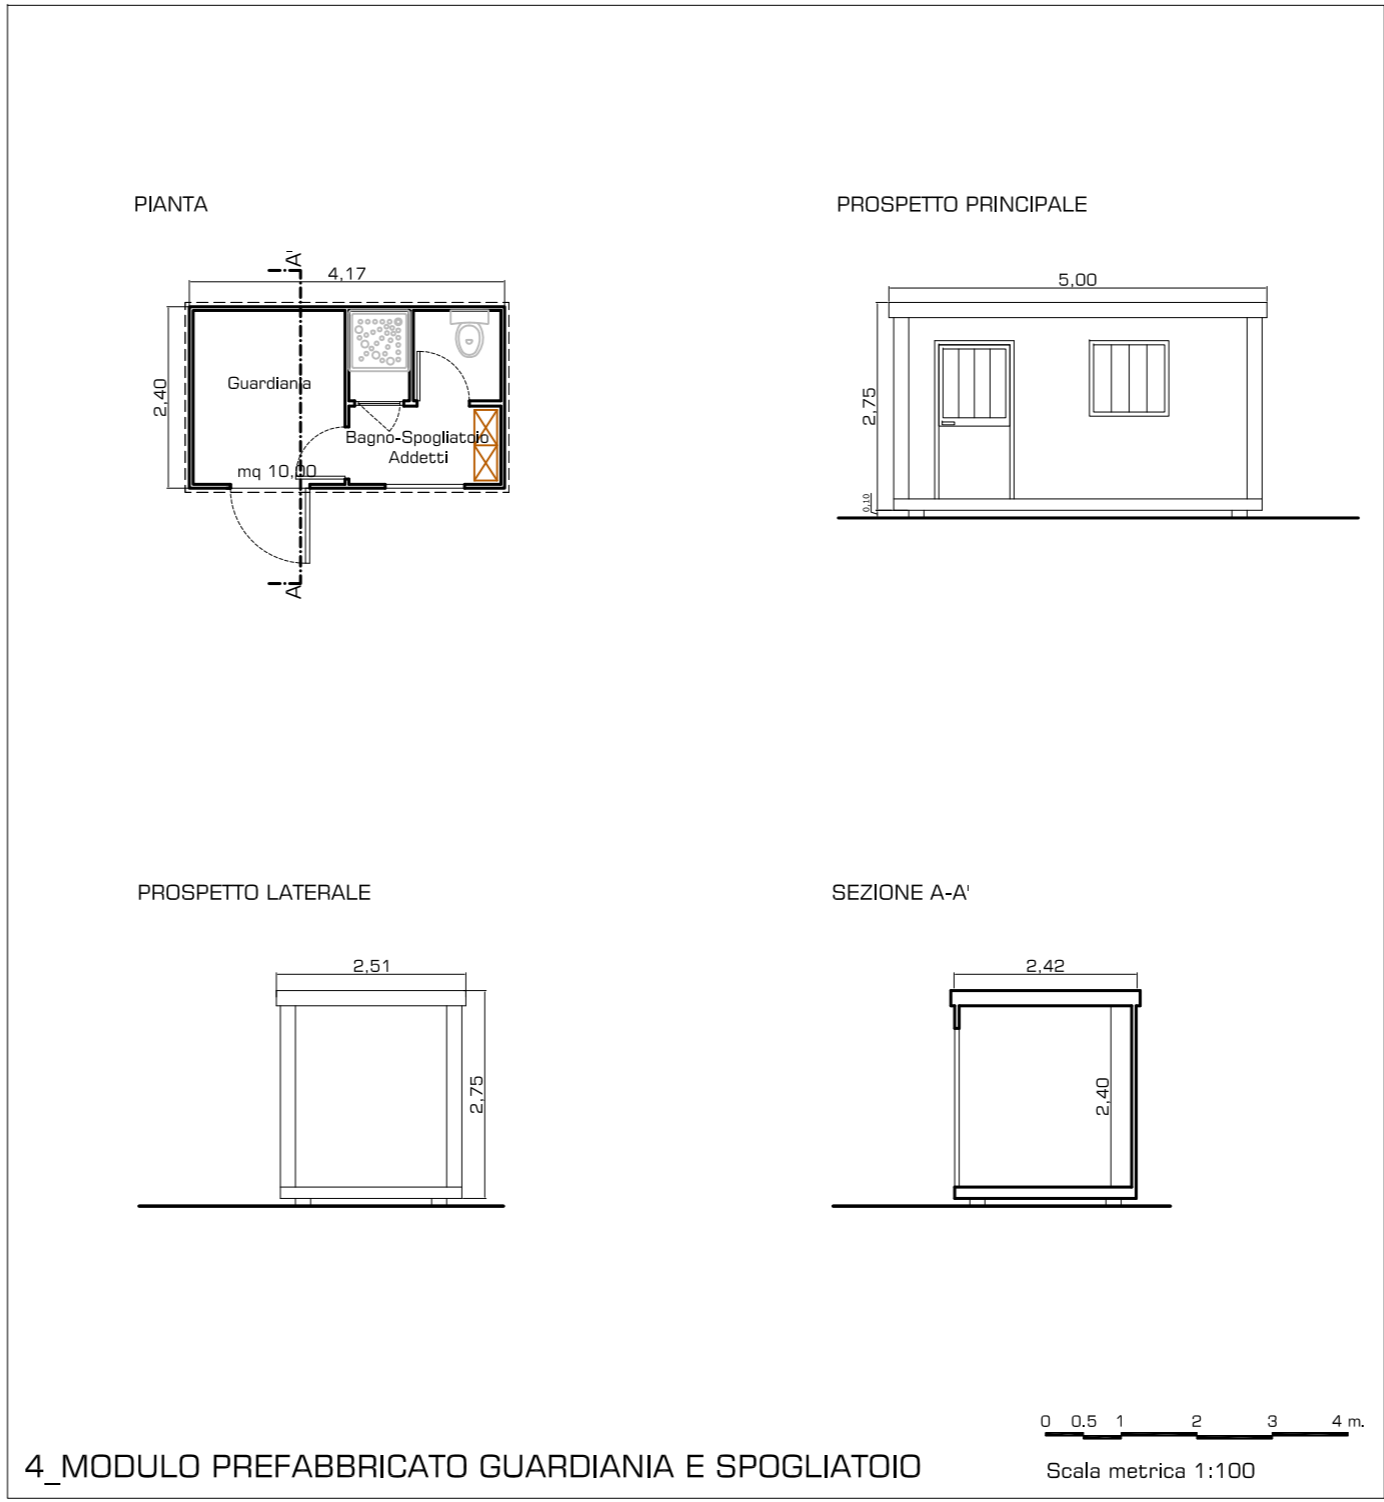 PIANTA
A'
4,17
2,40
Guardiania
Bagno-Spogliatoio
Addetti
mq 10,00
A
PROSPETTO PRINCIPALE
5,00
2,75
0,10
PROSPETTO LATERALE
2,51
2,75
SEZIONE A-A'
2,42
2,40
0 0.5 1 2 3 4 m.
Scala metrica 1:100
4_MODULO PREFABBRICATO GUARDIANIA E SPOGLIATOIO